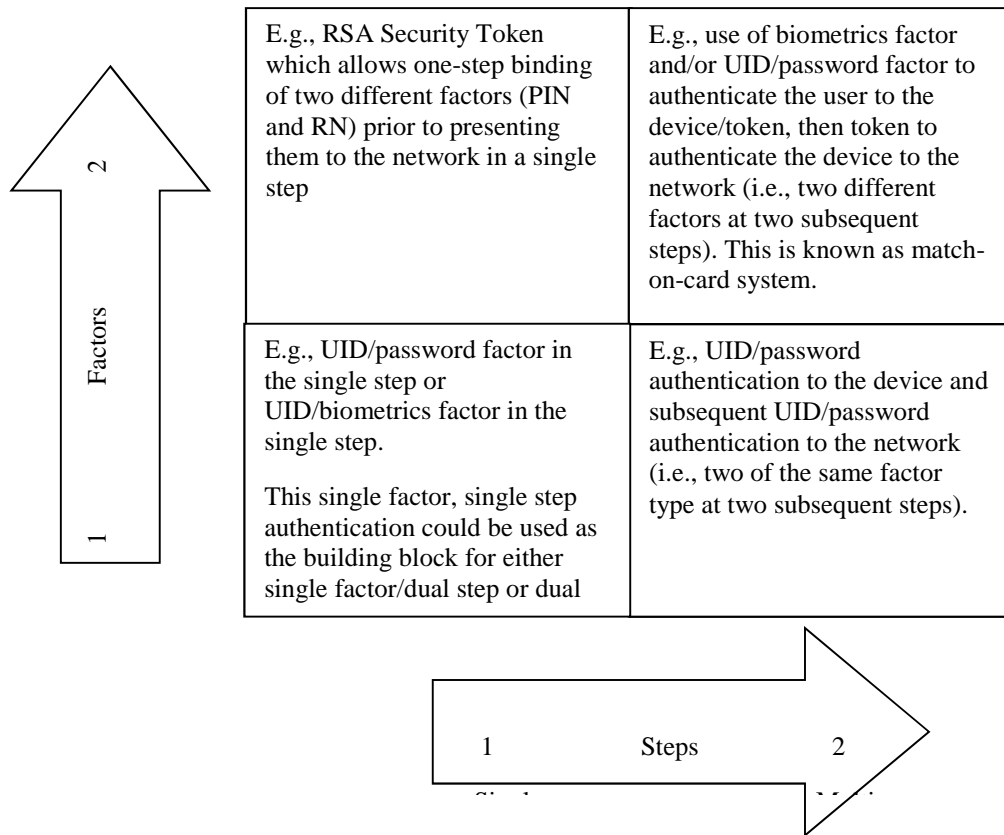 E.g., RSA Security Token
which allows one-step binding
of two different factors (PIN
and RN) prior to presenting
them to the network in a single
step
E.g., use of biometrics factor
and/or UID/password factor to
authenticate the user to the
device/token, then token to
authenticate the device to the
network (i.e., two different
factors at two subsequent
steps). This is known as match-
on-card system.
2
Factors
1
E.g., UID/password factor in
the single step or
UID/biometrics factor in the
single step.
This single factor, single step
authentication could be used as
the building block for either
single factor/dual step or dual
E.g., UID/password
authentication to the device and
subsequent UID/password
authentication to the network
(i.e., two of the same factor
type at two subsequent steps).
1 Steps 2